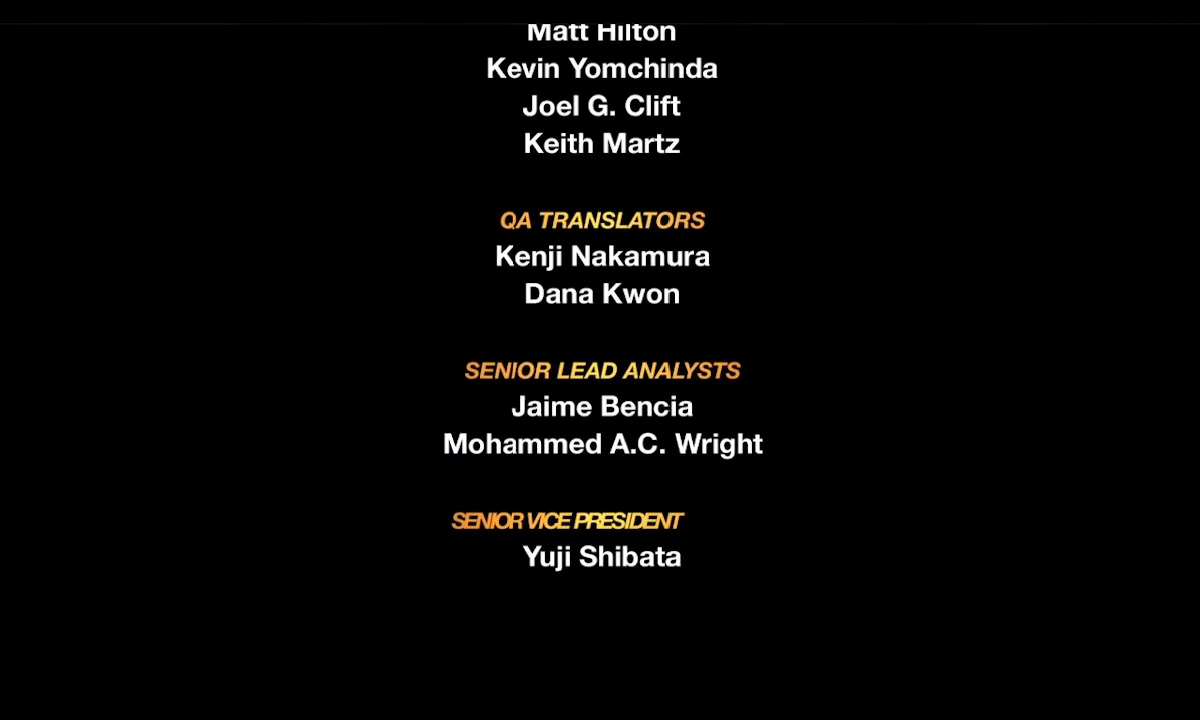 Matt Hilton
Kevin Yomchinda
Joel G. Clift
Keith Martz
QA TRANSLATORS
Kenji Nakamura
Dana Kwon
SENIOR LEAD ANALYSTS
Jaime Bencia
Mohammed A.C. Wright
SENIOR VICE PRESIDENT
Yuji Shibata